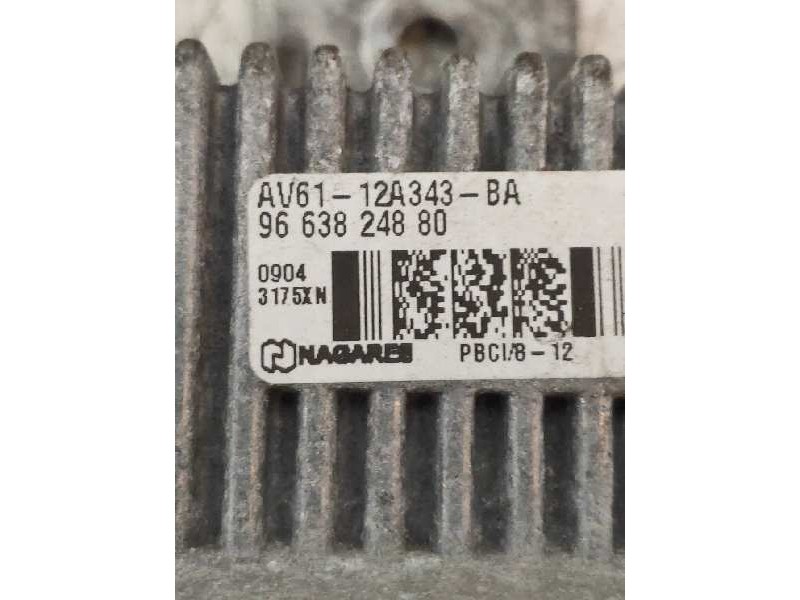 AV61-12A343-BA
96 638 248 80
0904
3175XN
NAGARES PBCI/8-12